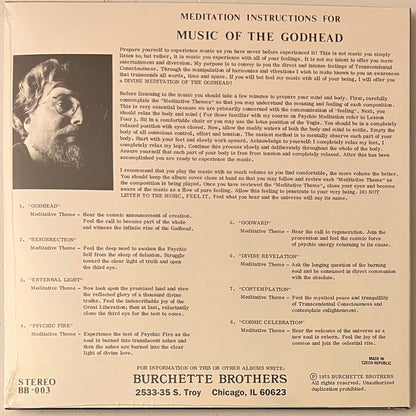 MEDITATION INSTRUCTIONS FOR
MUSIC OF THE GODHEAD
Prepare yourself to experience music as you have never before experienced it! This is not music you simply
listen to; but rather, it is music you experience with all of your feelings. It is not my intent to offer you mere
entertainment and diversion. My purpose is to convey to you the direct and intense feelings of Transcendental
Consciousness. Through the manipulation of harmonies and vibrations I wish to make known to you an awareness
that transcends all words, time and space. If you will but feel my music with all of your being, I will offer you
a DIVINE MEDITATION OF THE GODHEAD!
Before listening to the music you should take a few minutes to prepare your mind and body. First, carefully
contemplate the "Meditative Themes" so that you may understand the meaning and feeling of each composition.
This is very essential because we are primarily concerned with the communication of "feeling". Next, you
should relax the body and mind ( For those familiar with my course on Psychic Meditation refer to Lesson
Four ). Sit in a comfortable chair or you may use the lotus position of the Yogis. You should be in a completely
relaxed position with eyes closed. Now, allow the muddy waters of both the body and mind to settle. Empty the
body of all conscious control, effort and tension. The easiest method is to mentally observe each part of your
body. Start with your feet and slowly work upward. Acknowledge to yourself I completely relax my feet, I
completely relax my legs. Continue this process slowly and deliberately throughout the whole of the body.
Assure yourself that each part of your body is free from tension and completely relaxed. After this has been
accomplished you are ready to experience the music.
I recommend that you play the music with as much volume as you find comfortable, the more volume the better.
You should keep the album cover close at hand so that you may follow and review each "Meditative Theme" as
the composition is being played. Once you have reviewed the "Meditative Theme", close your eyes and become
aware of the music as a flow of pure feeling. Allow this feeling to penetrate to your very being. DO NOT
LISTEN TO THE MUSIC, FEEL IT. Feel what you hear and the universe will say its name.
1. "GODHEAD"
Meditative Theme - Hear the cosmic announcement of creation.
Feel the call to become part of the whole
and witness the infinite rise of the Godhead.
2. "RESURRECTION"
Meditative Theme - Feel the deep need to awaken the Psychic
Self from the sleep of delusion. Struggle
toward the clear light of truth and open
the third eye.
3. "ENTERNAL LIGHT"
Meditative Theme - Now look upon the promised land and view
the reflected glory of a thousand divine
truths. Feel the indescribable joy of the
Great Liberation; then at last, reluctantly
close the third eye for the test to come.
4. "PSYCHIC FIRE"
Meditative Theme - Experience the test of Psychic Fire as the
soul is burned into translucent ashes and
then the ashes are burned into the clear
light of divine love.
5. "GODWARD"
Meditative Theme - Hear the call to regeneration. Join the
procession and feel the cosmic force
of psychic energy returning to its cause.
6. "DIVINE REVELATION"
Meditative Theme - Ask the longing question of the burning
soul and be consumed in direct communion
with the absolute.
7. "CONTEMPLATION"
Meditative Theme - Feel the mystical peace and tranquility
of Transcendental Consciousness and
contemplate enlightenment.
8. "COSMIC CELEBRATION"
Meditative Theme - Hear the welcome of the universe as a
new soul is reborn. Feel the joy of the
cosmos and join the celestial rite.
MADE IN
CZECH REPUBLIC
STEREO
BB-003
FOR INFORMATION ON THIS OR OTHER ALBUMS WRITE:
BURCHETTE BROTHERS
2533-35 S. Troy Chicago, IL 60623
© 1975 BURCHETTE BROTHERS
All rights reserved. Unauthorized
duplication prohibited.